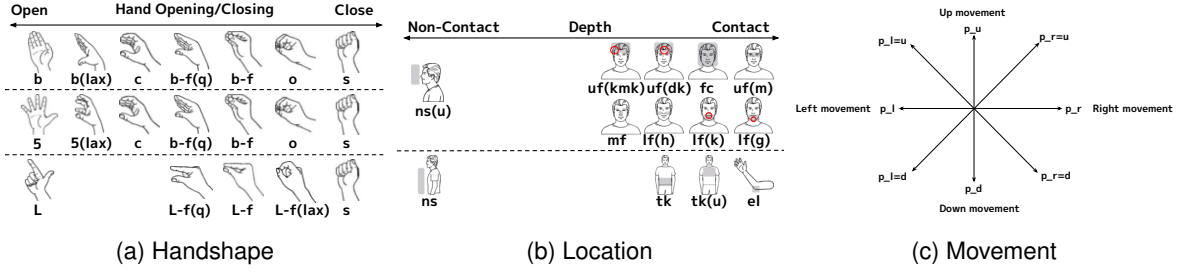 Open Hand Opening/Closing Close
b b(lax) c b-f(q) b-f o s
5 5(lax) c b-f(q) b-f o s
L L-f(q) L-f L-f(lax) s
(a) Handshape
Non-Contact Depth Contact
ns(u) uf(kmk) uf(dk) fc uf(m)
mf lf(h) lf(k) lf(g)
ns tk tk(u) el
(b) Location
Up movement
p_l=u p_u p_r=u
Left movement p_l p_r Right movement
p_l=d p_d p_r=d
Down movement
(c) Movement